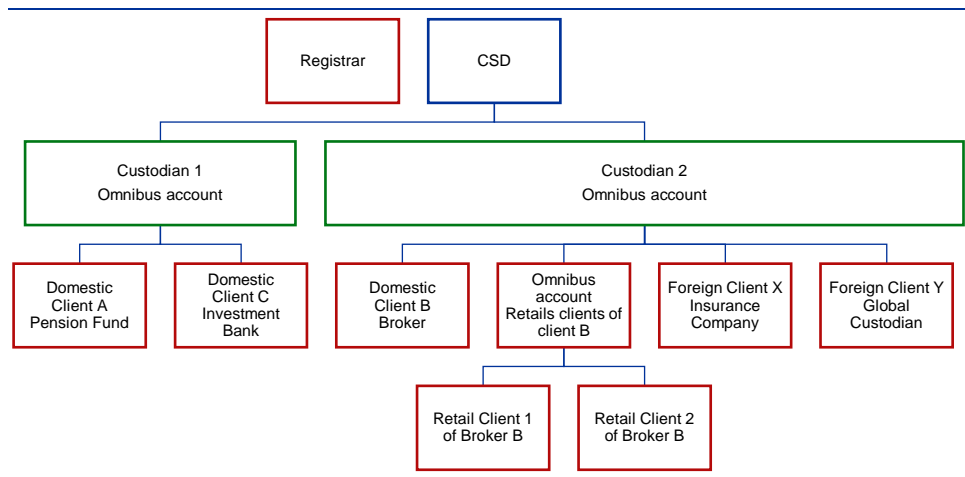 Registrar
CSD
Custodian 1
Omnibus account
Custodian 2
Omnibus account
Domestic
Client A
Pension Fund
Domestic
Client C
Investment
Bank
Domestic
Client B
Broker
Omnibus
account
Retails clients of
client B
Foreign Client X
Insurance
Company
Foreign Client Y
Global
Custodian
Retail Client 1
of Broker B
Retail Client 2
of Broker B